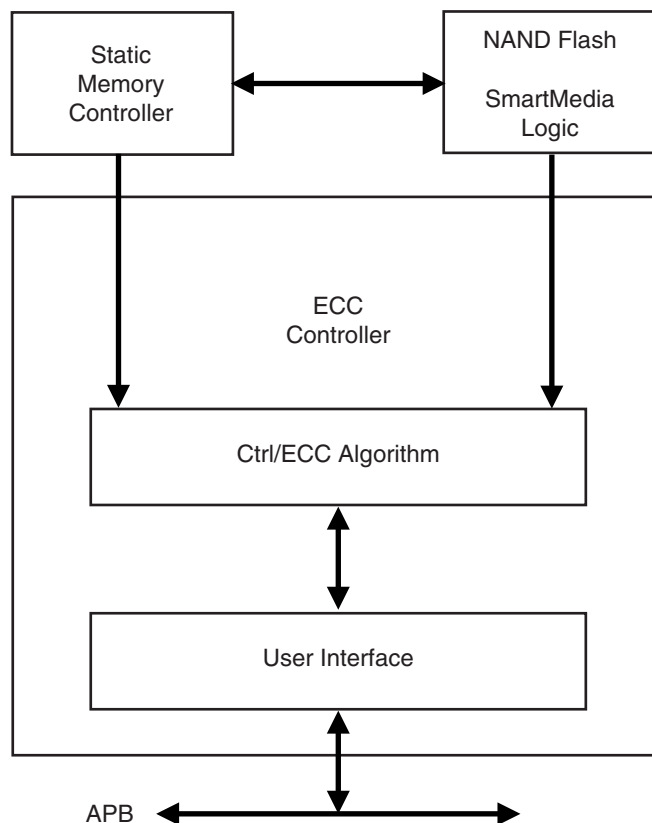 Static
Memory
Controller
NAND Flash
SmartMedia
Logic
ECC
Controller
Ctrl/ECC Algorithm
User Interface
APB